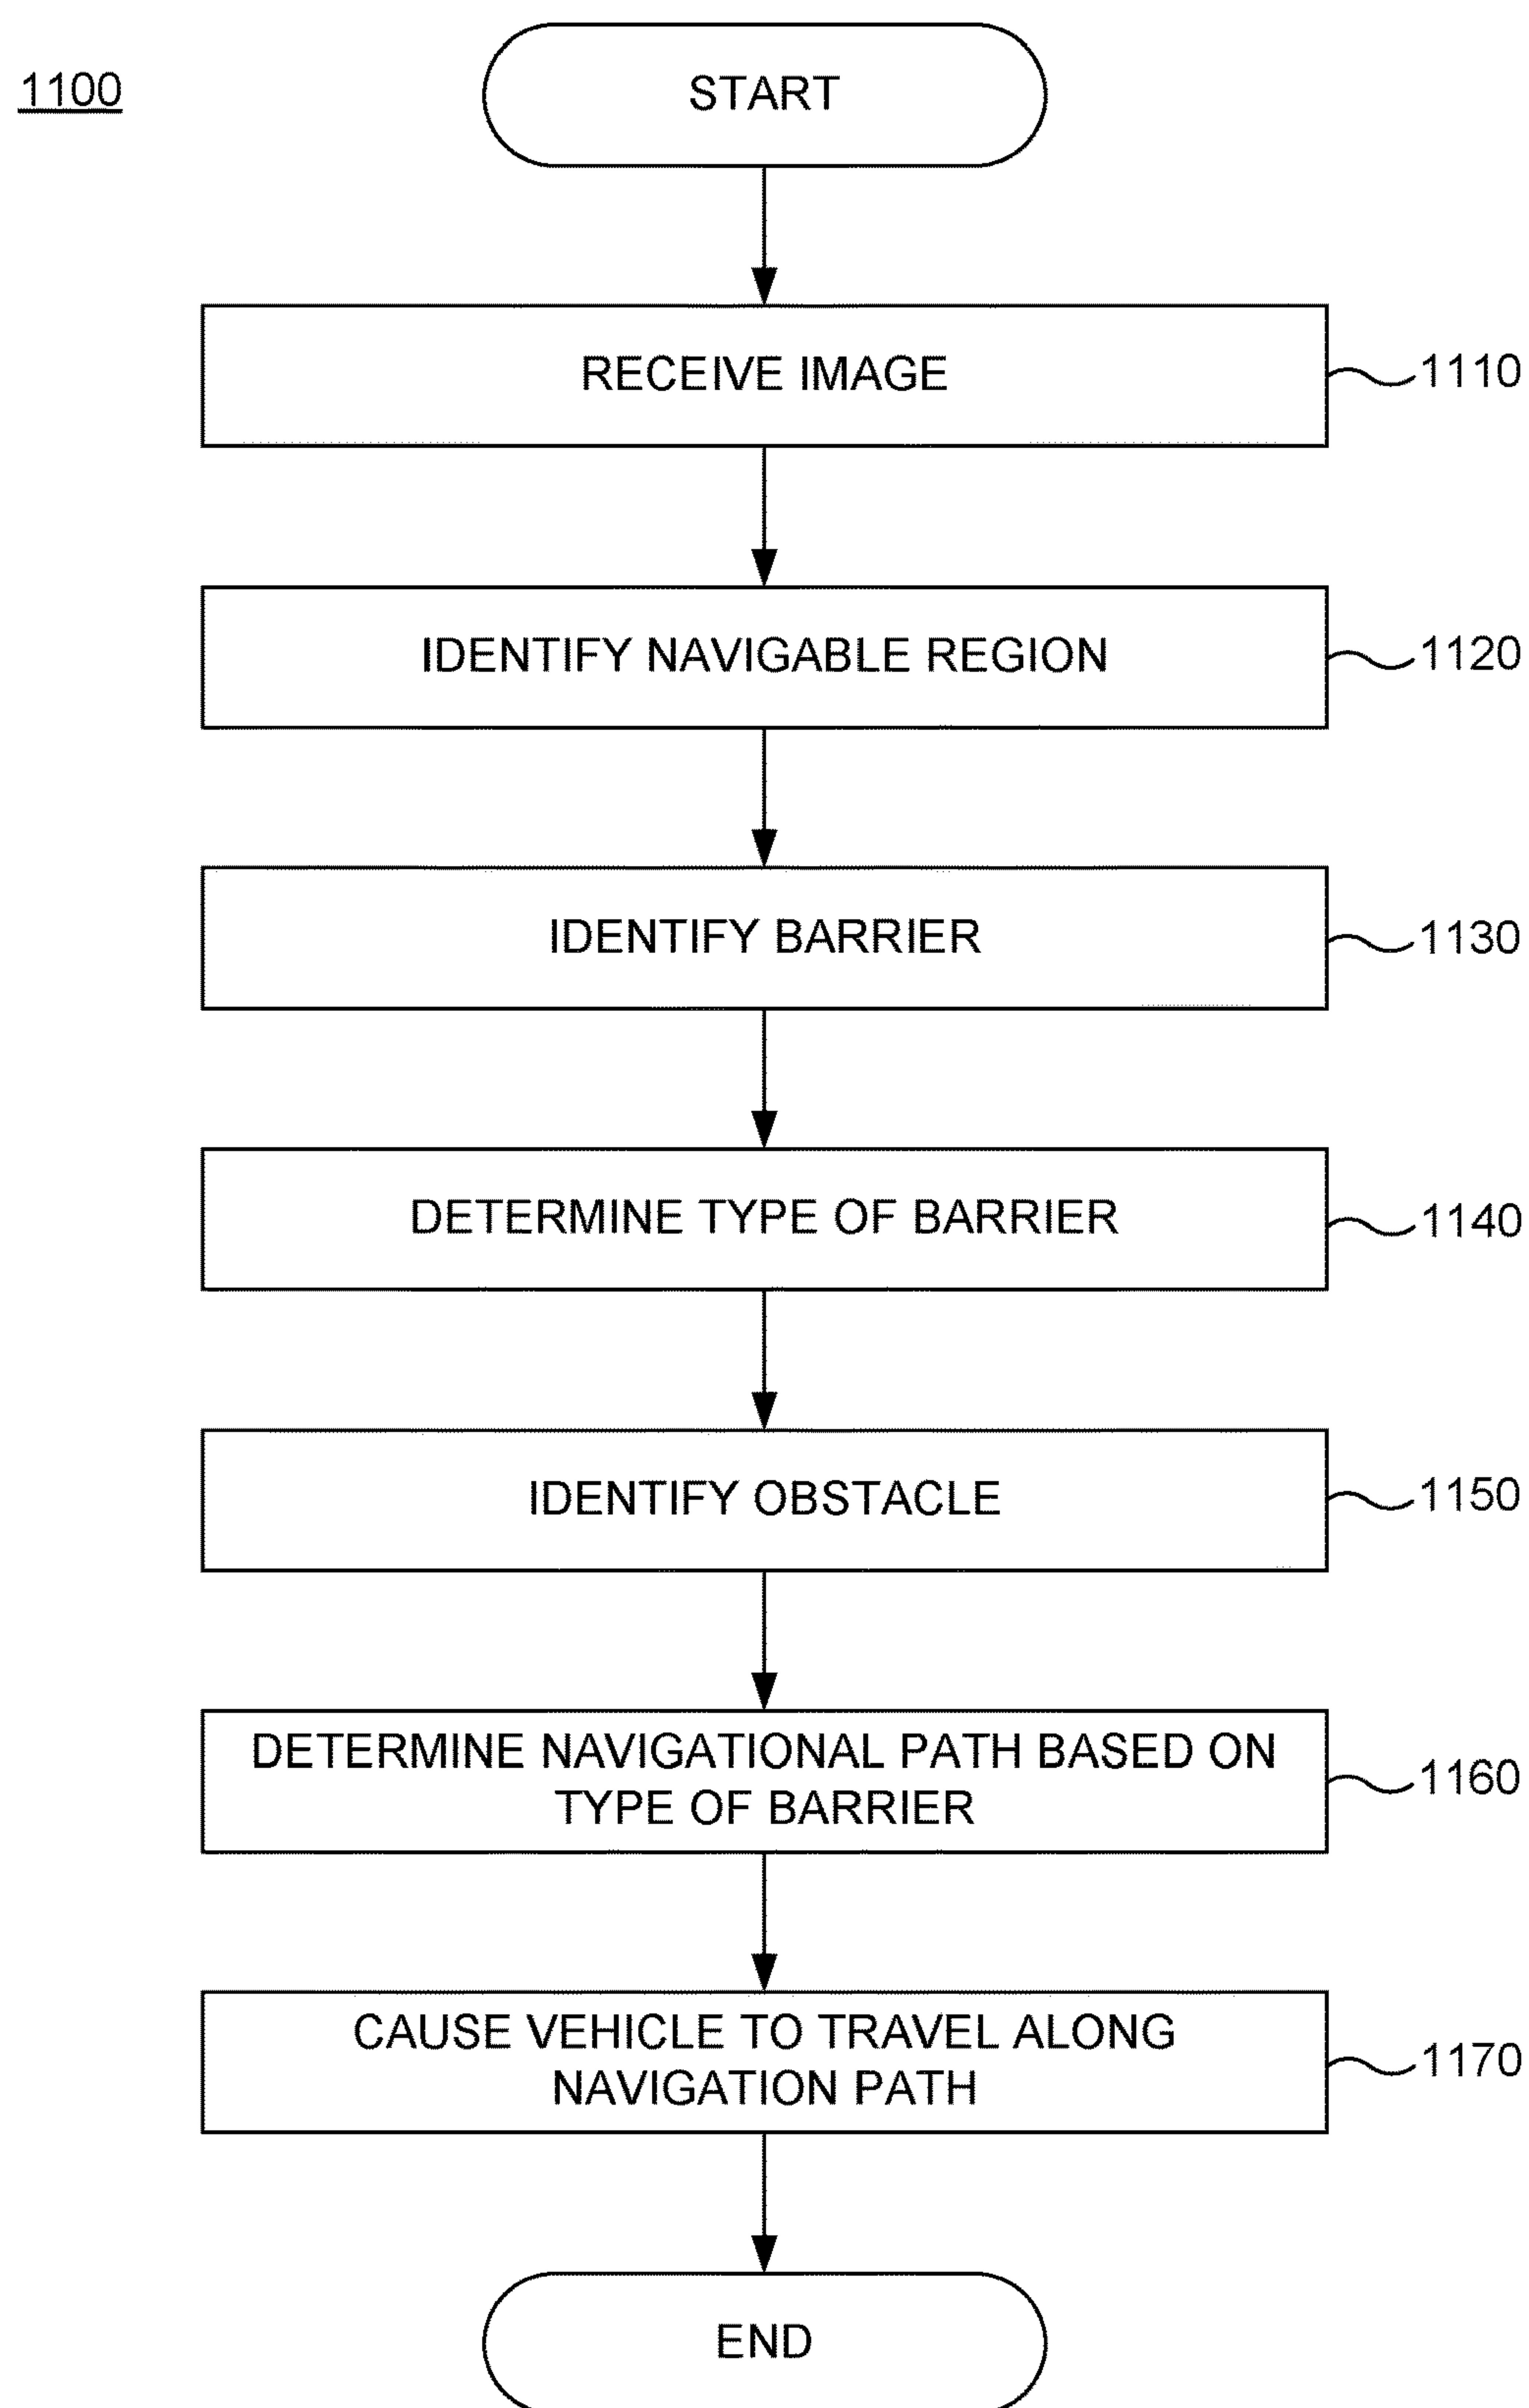 1100
START
RECEIVE IMAGE
1110
IDENTIFY NAVIGABLE REGION
1120
IDENTIFY BARRIER
1130
DETERMINE TYPE OF BARRIER
1140
IDENTIFY OBSTACLE
1150
DETERMINE NAVIGATIONAL PATH BASED ON
TYPE OF BARRIER
1160
CAUSE VEHICLE TO TRAVEL ALONG
NAVIGATION PATH
1170
END